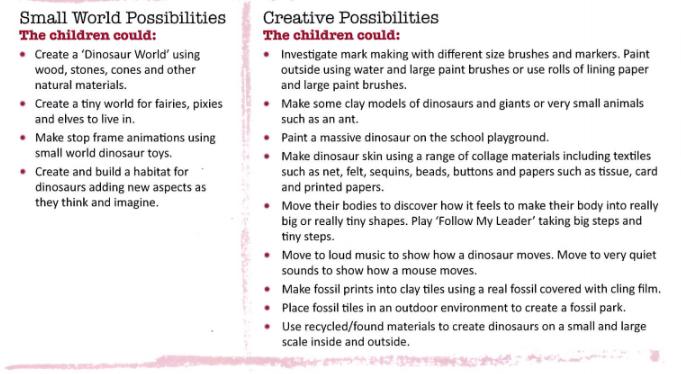 Small World Possibilities
The children could:
• Create a ‘Dinosaur World’ using
wood, stones, cones and other
natural materials.
• Create a tiny world for fairies, pixies
and elves to live in.
• Make stop frame animations using
small world dinosaur toys.
• Create and build a habitat for
dinosaurs adding new aspects as
they think and imagine.
Creative Possibilities
The children could:
• Investigate mark making with different size brushes and markers. Paint
outside using water and large paint brushes or use rolls of lining paper
and large paint brushes.
• Make some clay models of dinosaurs and giants or very small animals
such as an ant.
• Paint a massive dinosaur on the school playground.
• Make dinosaur skin using a range of collage materials including textiles
such as net, felt, sequins, beads, buttons and papers such as tissue, card
and printed papers.
• Move their bodies to discover how it feels to make their body into really
big or really tiny shapes. Play ‘Follow My Leader’ taking big steps and
tiny steps.
• Move to loud music to show how a dinosaur moves. Move to very quiet
sounds to show how a mouse moves.
• Make fossil prints into clay tiles using a real fossil covered with cling film.
• Place fossil tiles in an outdoor environment to create a fossil park.
• Use recycled/found materials to create dinosaurs on a small and large
scale inside and outside.